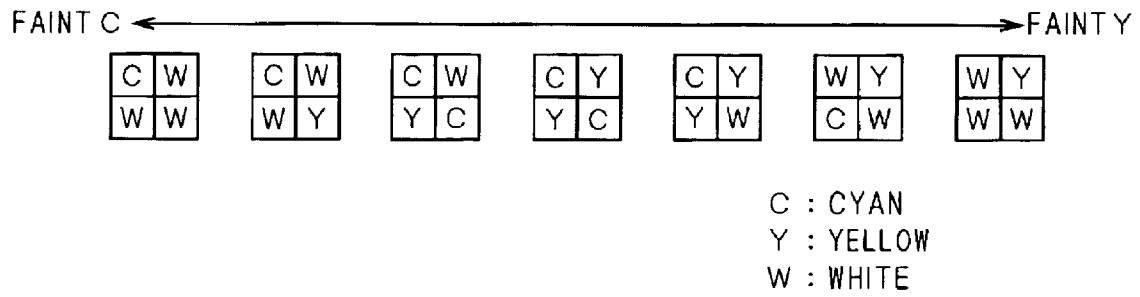 FAINT C FAINT Y
C W C W C W C Y C Y W Y W Y
W W W Y Y C Y C Y W C W W W
C : CYAN
Y : YELLOW
W : WHITE